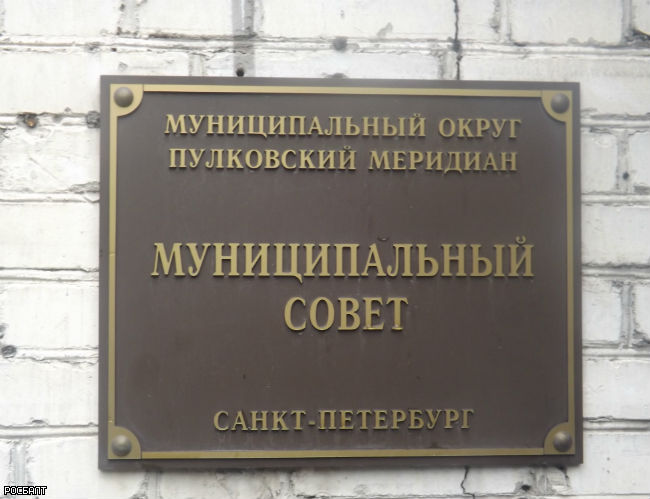 МУНИЦИПАЛЬНЫЙ ОКРУГ
ПУЛКОВСКИЙ МЕРИДИАН
МУНИЦИПАЛЬНЫЙ
СОВЕТ
САНКТ-ПЕТЕРБУРГ
РОСБАЛТ